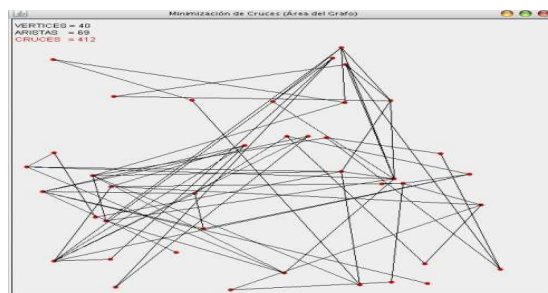 Minimización de Cruces (Área del Grafo)
VERTICES = 40
ARISTAS = 69
CRUCES = 412